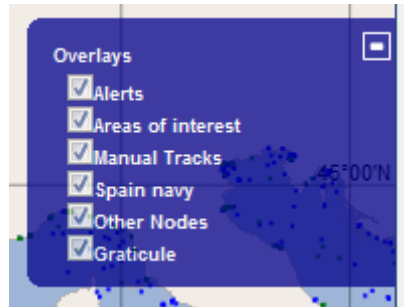 Overlays
Alerts
Areas of interest
Manual Tracks
45°00'N
Spain navy
Other Nodes
Graticule